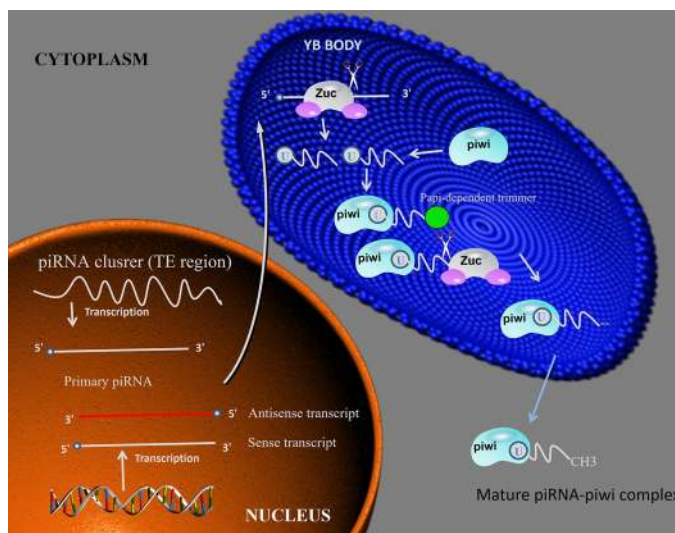 CYTOPLASM
YB BODY
Zuc
5' 3'
U U
piwi
Papi-dependent trimmer
piwi U
piwi U
Zuc
piwi U
piwi U CH3
Mature piRNA-piwi complex
piRNA clusrer (TE region)
Transcription
5' 3'
Primary piRNA
3' 5' Antisense transcript
5' 3' Sense transcript
Transcription
NUCLEUS